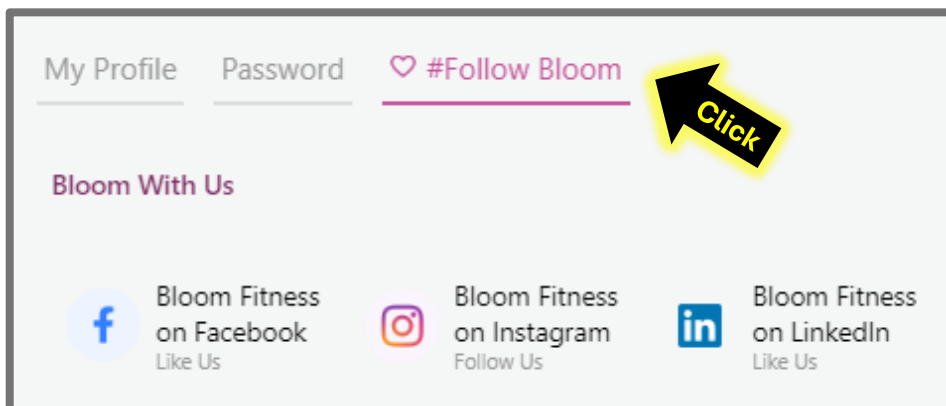 My Profile Password #Follow Bloom
Click
Bloom With Us
Bloom Fitness
on Facebook
Like Us
Bloom Fitness
on Instagram
Follow Us
in
Bloom Fitness
on LinkedIn
Like Us